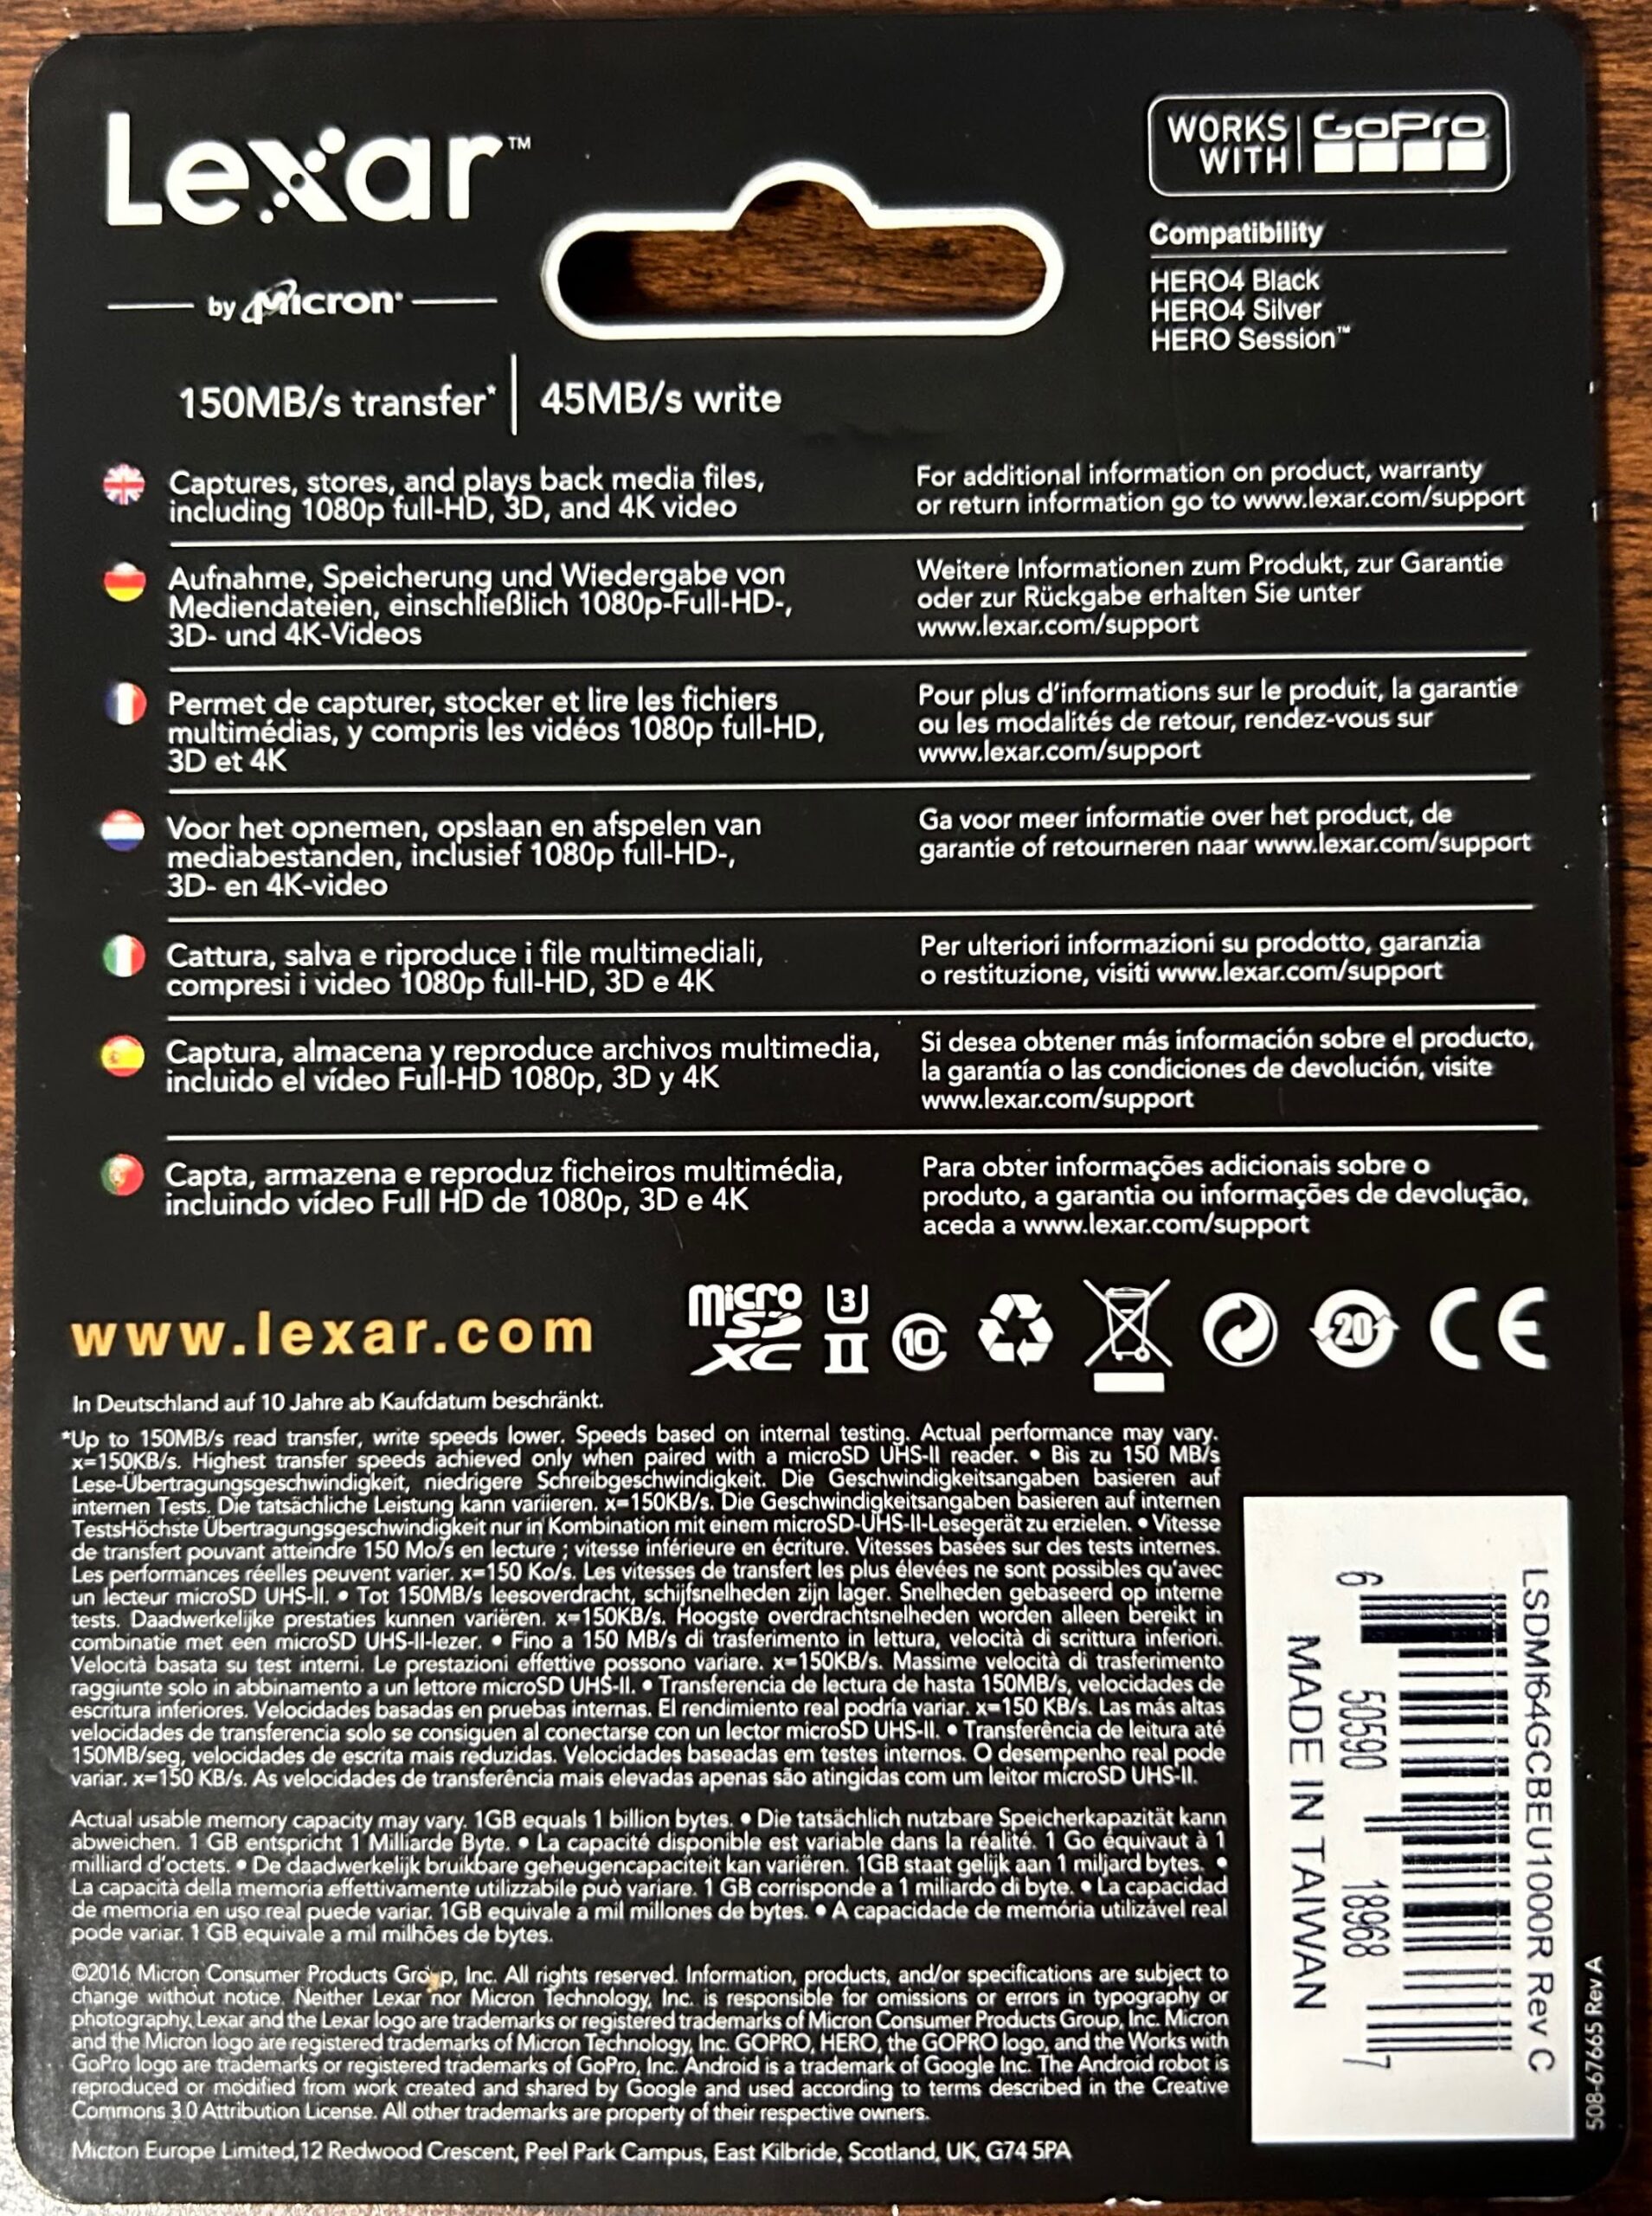 Lexar™
by Micron®
WORKS WITH GoPro
Compatibility
HERO4 Black
HERO4 Silver
HERO Session™
150MB/s transfer* | 45MB/s write
Captures, stores, and plays back media files,
including 1080p full-HD, 3D, and 4K video
For additional information on product, warranty
or return information go to www.lexar.com/support
Aufnahme, Speicherung und Wiedergabe von
Mediendateien, einschließlich 1080p-Full-HD-,
3D- und 4K-Videos
Weitere Informationen zum Produkt, zur Garantie
oder zur Rückgabe erhalten Sie unter
www.lexar.com/support
Permet de capturer, stocker et lire les fichiers
multimédias, y compris les vidéos 1080p full-HD,
3D et 4K
Pour plus d'informations sur le produit, la garantie
ou les modalités de retour, rendez-vous sur
www.lexar.com/support
Voor het opnemen, opslaan en afspelen van
mediabestanden, inclusief 1080p full-HD-,
3D- en 4K-video
Ga voor meer informatie over het product, de
garantie of retourneren naar www.lexar.com/support
Cattura, salva e riproduce i file multimediali,
compresi i video 1080p full-HD, 3D e 4K
Per ulteriori informazioni su prodotto, garanzia
o restituzione, visiti www.lexar.com/support
Captura, almacena y reproduce archivos multimedia,
incluido el vídeo Full-HD 1080p, 3D y 4K
Si desea obtener más información sobre el producto,
la garantía o las condiciones de devolución, visite
www.lexar.com/support
Capta, armazena e reproduz ficheiros multimédia,
incluindo vídeo Full HD de 1080p, 3D e 4K
Para obter informações adicionais sobre o
produto, a garantia ou informações de devolução,
aceda a www.lexar.com/support
www.lexar.com
micro SD XC
3
II
10
20
CE
In Deutschland auf 10 Jahre ab Kaufdatum beschränkt.
*Up to 150MB/s read transfer, write speeds lower. Speeds based on internal testing. Actual performance may vary.
x=150KB/s. Highest transfer speeds achieved only when paired with a microSD UHS-II reader. • Bis zu 150 MB/s
Lese-Übertragungsgeschwindigkeit, niedrigere Schreibgeschwindigkeit. Die Geschwindigkeitsangaben basieren auf
internen Tests. Die tatsächliche Leistung kann variieren. x=150KB/s. Die Geschwindigkeitsangaben basieren auf internen
TestsHöchste Übertragungsgeschwindigkeit nur in Kombination mit einem microSD-UHS-II-Lesegerät zu erzielen. • Vitesse
de transfert pouvant atteindre 150 Mo/s en lecture ; vitesse inférieure en écriture. Vitesses basées sur des tests internes.
Les performances réelles peuvent varier. x=150 Ko/s. Les vitesses de transfert les plus élevées ne sont possibles qu'avec
un lecteur microSD UHS-II. • Tot 150MB/s leesoverdracht, schijfsnelheden zijn lager. Snelheden gebaseerd op interne
tests. Daadwerkelijke prestaties kunnen variëren. x=150KB/s. Hoogste overdrachtsnelheden worden alleen bereikt in
combinatie met een microSD UHS-II-lezer. • Fino a 150 MB/s di trasferimento in lettura, velocità di scrittura inferiori.
Velocità basata su test interni. Le prestazioni effettive possono variare. x=150KB/s. Massime velocità di trasferimento
raggiunte solo in abbinamento a un lettore microSD UHS-II. • Transferencia de lectura de hasta 150MB/s, velocidades de
escritura inferiores. Velocidades basadas en pruebas internas. El rendimiento real podría variar. x=150 KB/s. Las más altas
velocidades de transferencia solo se consiguen al conectarse con un lector microSD UHS-II. • Transferência de leitura até
150MB/seg, velocidades de escrita mais reduzidas. Velocidades baseadas em testes internos. O desempenho real pode
variar. x=150 KB/s. As velocidades de transferência mais elevadas apenas são atingidas com um leitor microSD UHS-II.
Actual usable memory capacity may vary. 1GB equals 1 billion bytes. • Die tatsächlich nutzbare Speicherkapazität kann
abweichen. 1 GB entspricht 1 Milliarde Byte. • La capacité disponible est variable dans la réalité. 1 Go équivaut à 1
milliard d'octets. • De daadwerkelijk bruikbare geheugencapaciteit kan variëren. 1GB staat gelijk aan 1 miljard bytes. •
La capacità della memoria effettivamente utilizzabile può variare. 1 GB corrisponde a 1 miliardo di byte. • La capacidad
de memoria en uso real puede variar. 1GB equivale a mil millones de bytes. • A capacidade de memória utilizável real
pode variar. 1 GB equivale a mil milhões de bytes.
©2016 Micron Consumer Products Group, Inc. All rights reserved. Information, products, and/or specifications are subject to
change without notice. Neither Lexar nor Micron Technology, Inc. is responsible for omissions or errors in typography or
photography. Lexar and the Lexar logo are trademarks or registered trademarks of Micron Consumer Products Group, Inc. Micron
and the Micron logo are registered trademarks of Micron Technology, Inc. GOPRO, HERO, the GOPRO logo, and the Works with
GoPro logo are trademarks or registered trademarks of GoPro, Inc. Android is a trademark of Google Inc. The Android robot is
reproduced or modified from work created and shared by Google and used according to terms described in the Creative
Commons 3.0 Attribution License. All other trademarks are property of their respective owners.
Micron Europe Limited,12 Redwood Crescent, Peel Park Campus, East Kilbride, Scotland, UK, G74 5PA
LSDMI64GCBEU1000R Rev C
6 50590 18968 7
MADE IN TAIWAN
508-67665 Rev A